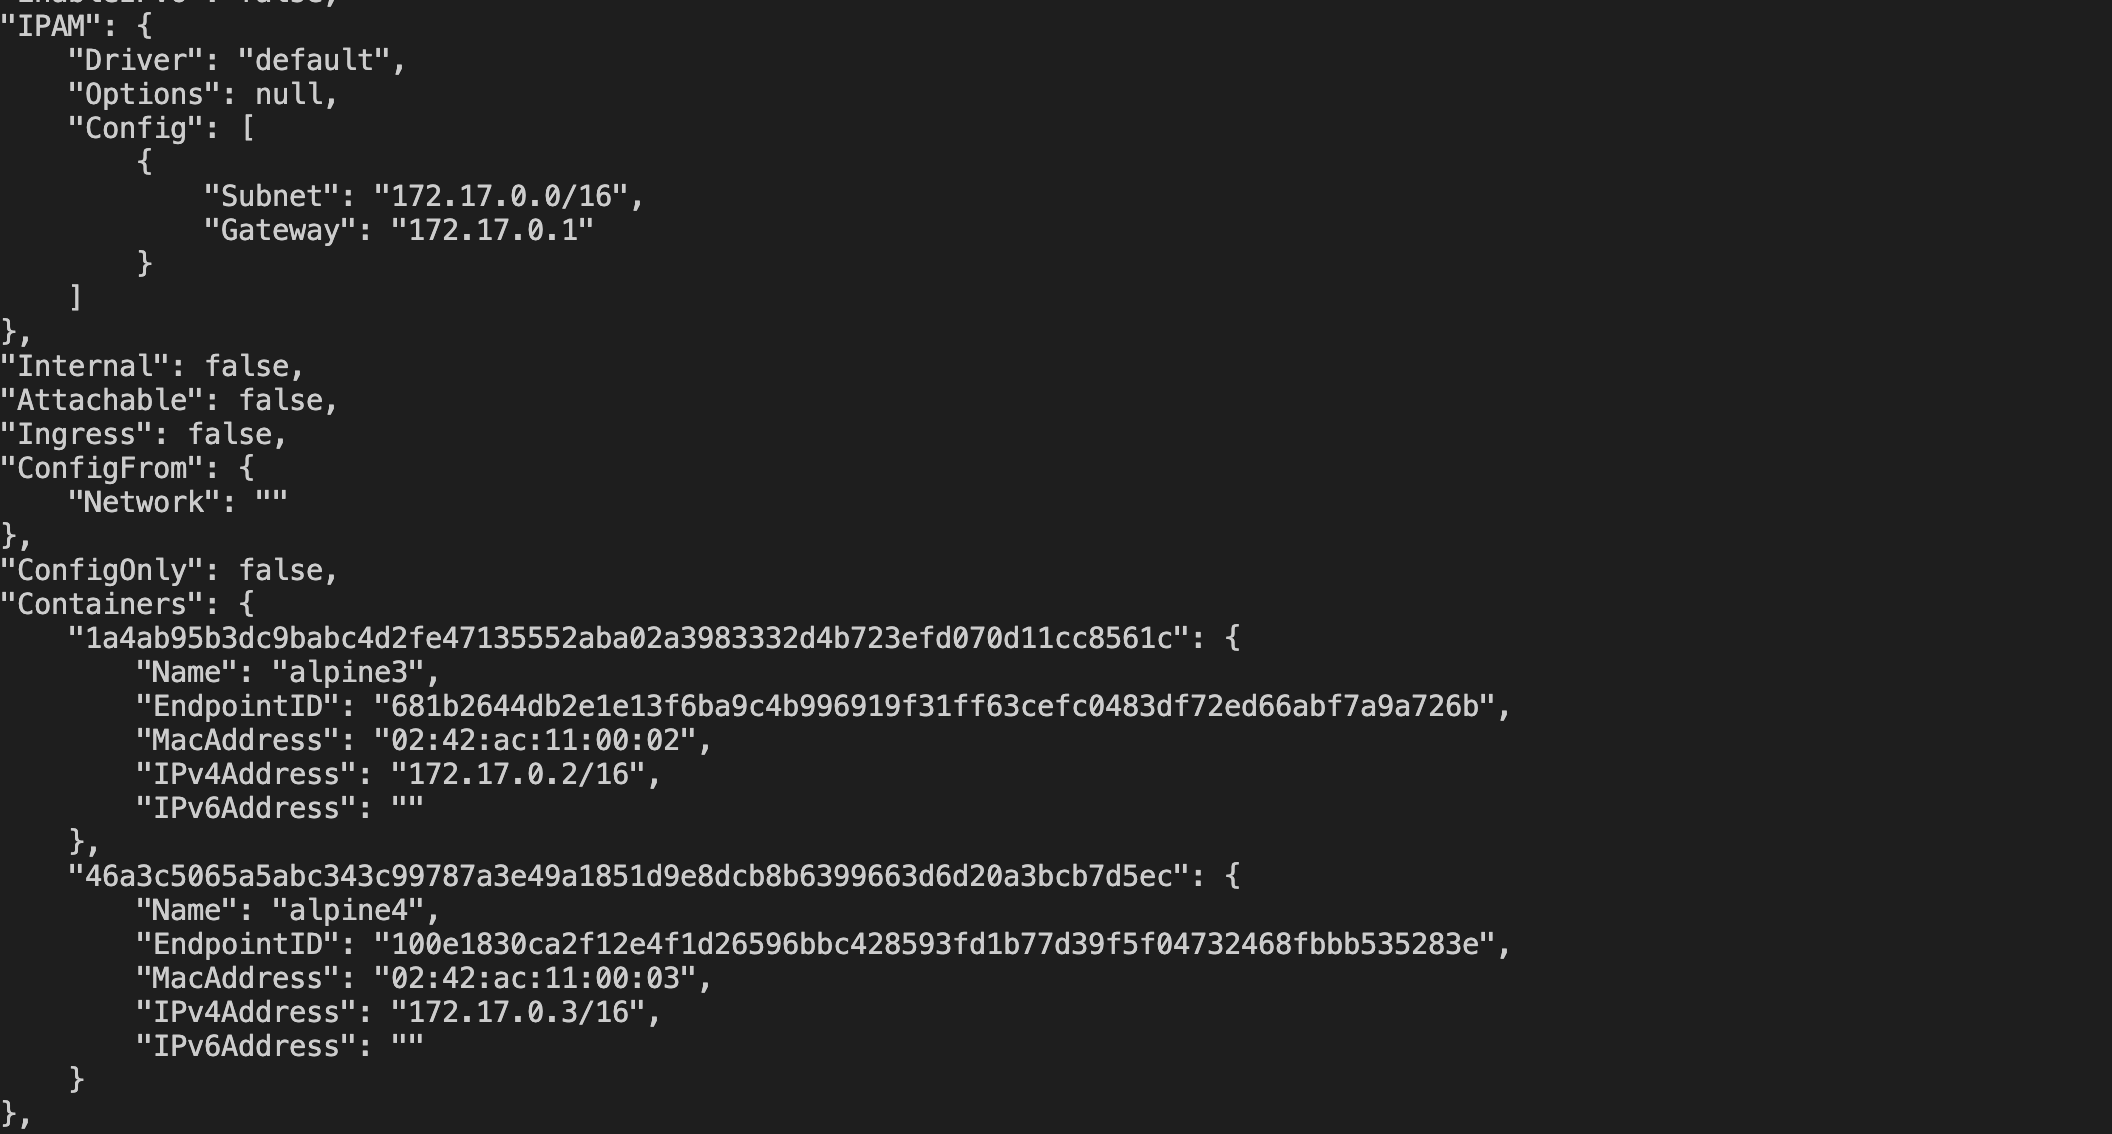 "IPAM": {
    "Driver": "default",
    "Options": null,
    "Config": [
        {
            "Subnet": "172.17.0.0/16",
            "Gateway": "172.17.0.1"
        }
    ]
},
"Internal": false,
"Attachable": false,
"Ingress": false,
"ConfigFrom": {
    "Network": ""
},
"ConfigOnly": false,
"Containers": {
    "1a4ab95b3dc9babc4d2fe47135552aba02a3983332d4b723efd070d11cc8561c": {
        "Name": "alpine3",
        "EndpointID": "681b2644db2e1e13f6ba9c4b996919f31ff63cefc0483df72ed66abf7a9a726b",
        "MacAddress": "02:42:ac:11:00:02",
        "IPv4Address": "172.17.0.2/16",
        "IPv6Address": ""
    },
    "46a3c5065a5abc343c99787a3e49a1851d9e8dcb8b6399663d6d20a3bcb7d5ec": {
        "Name": "alpine4",
        "EndpointID": "100e1830ca2f12e4f1d26596bbc428593fd1b77d39f5f04732468fbbb535283e",
        "MacAddress": "02:42:ac:11:00:03",
        "IPv4Address": "172.17.0.3/16",
        "IPv6Address": ""
    }
},